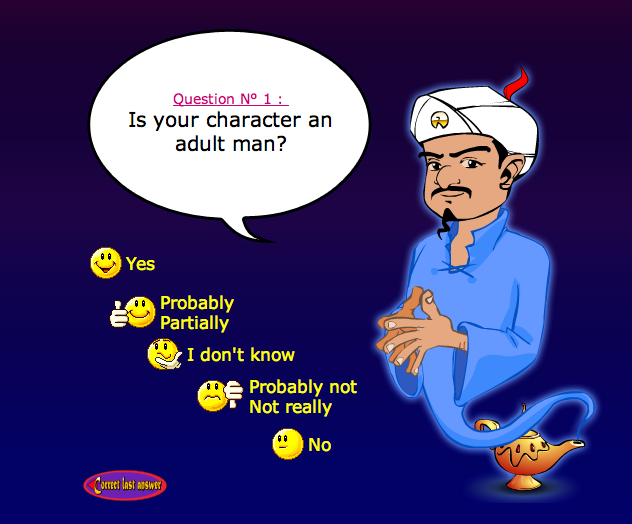 Question N° 1 :
Is your character an
adult man?
Yes
Probably
Partially
I don't know
Probably not
Not really
No
Correct last answer